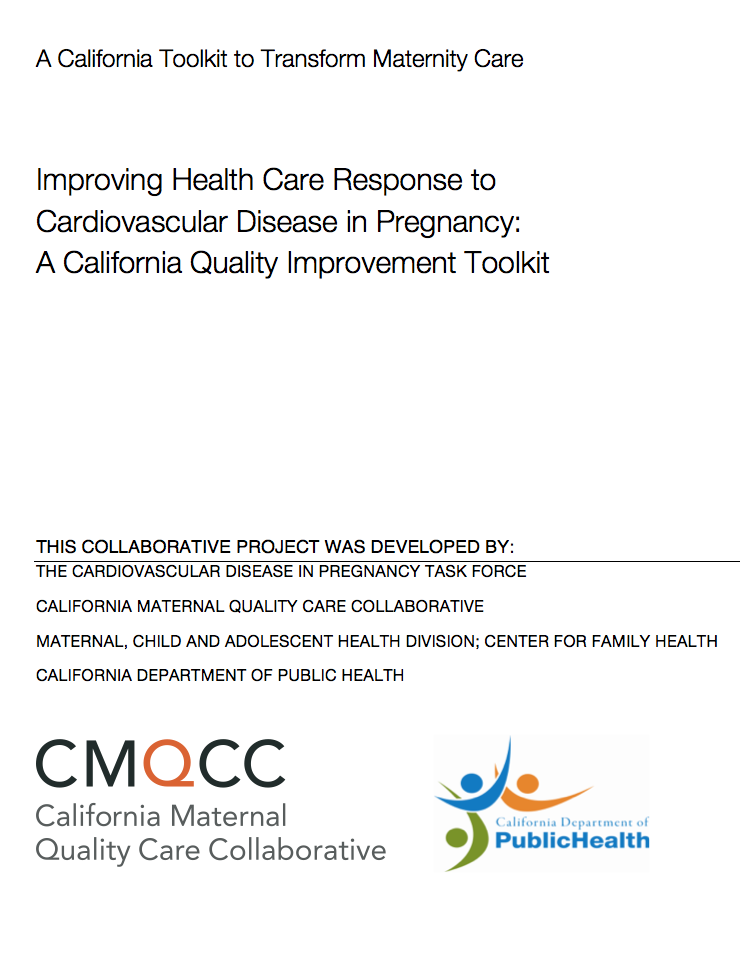 A California Toolkit to Transform Maternity Care
Improving Health Care Response to
Cardiovascular Disease in Pregnancy:
A California Quality Improvement Toolkit
THIS COLLABORATIVE PROJECT WAS DEVELOPED BY:
THE CARDIOVASCULAR DISEASE IN PREGNANCY TASK FORCE
CALIFORNIA MATERNAL QUALITY CARE COLLABORATIVE
MATERNAL, CHILD AND ADOLESCENT HEALTH DIVISION; CENTER FOR FAMILY HEALTH
CALIFORNIA DEPARTMENT OF PUBLIC HEALTH
CMQCC
California Maternal
Quality Care Collaborative
California Department of
PublicHealth